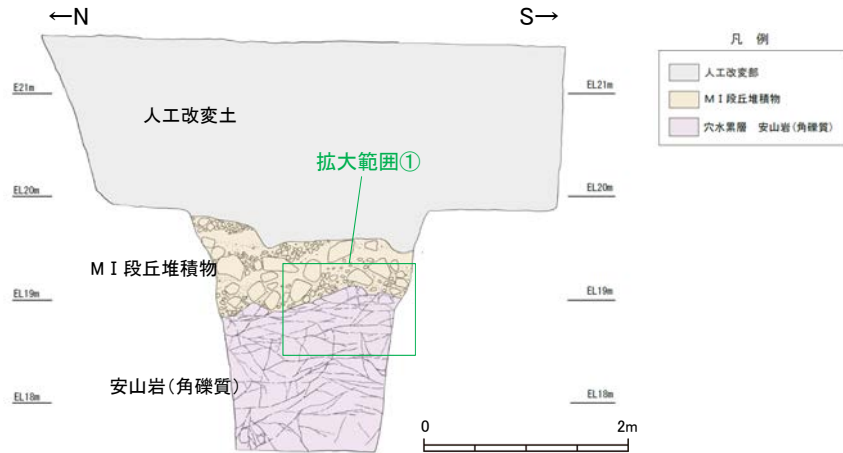 ←N
S→
凡 例
人工改変部
MⅠ段丘堆積物
穴水累層 安山岩(角礫質)
E21m
EL21m
人工改変土
拡大範囲①
EL20m
EL20m
MⅠ段丘堆積物
EL19m
EL19m
安山岩(角礫質)
EL18m
EL18m
0
2m